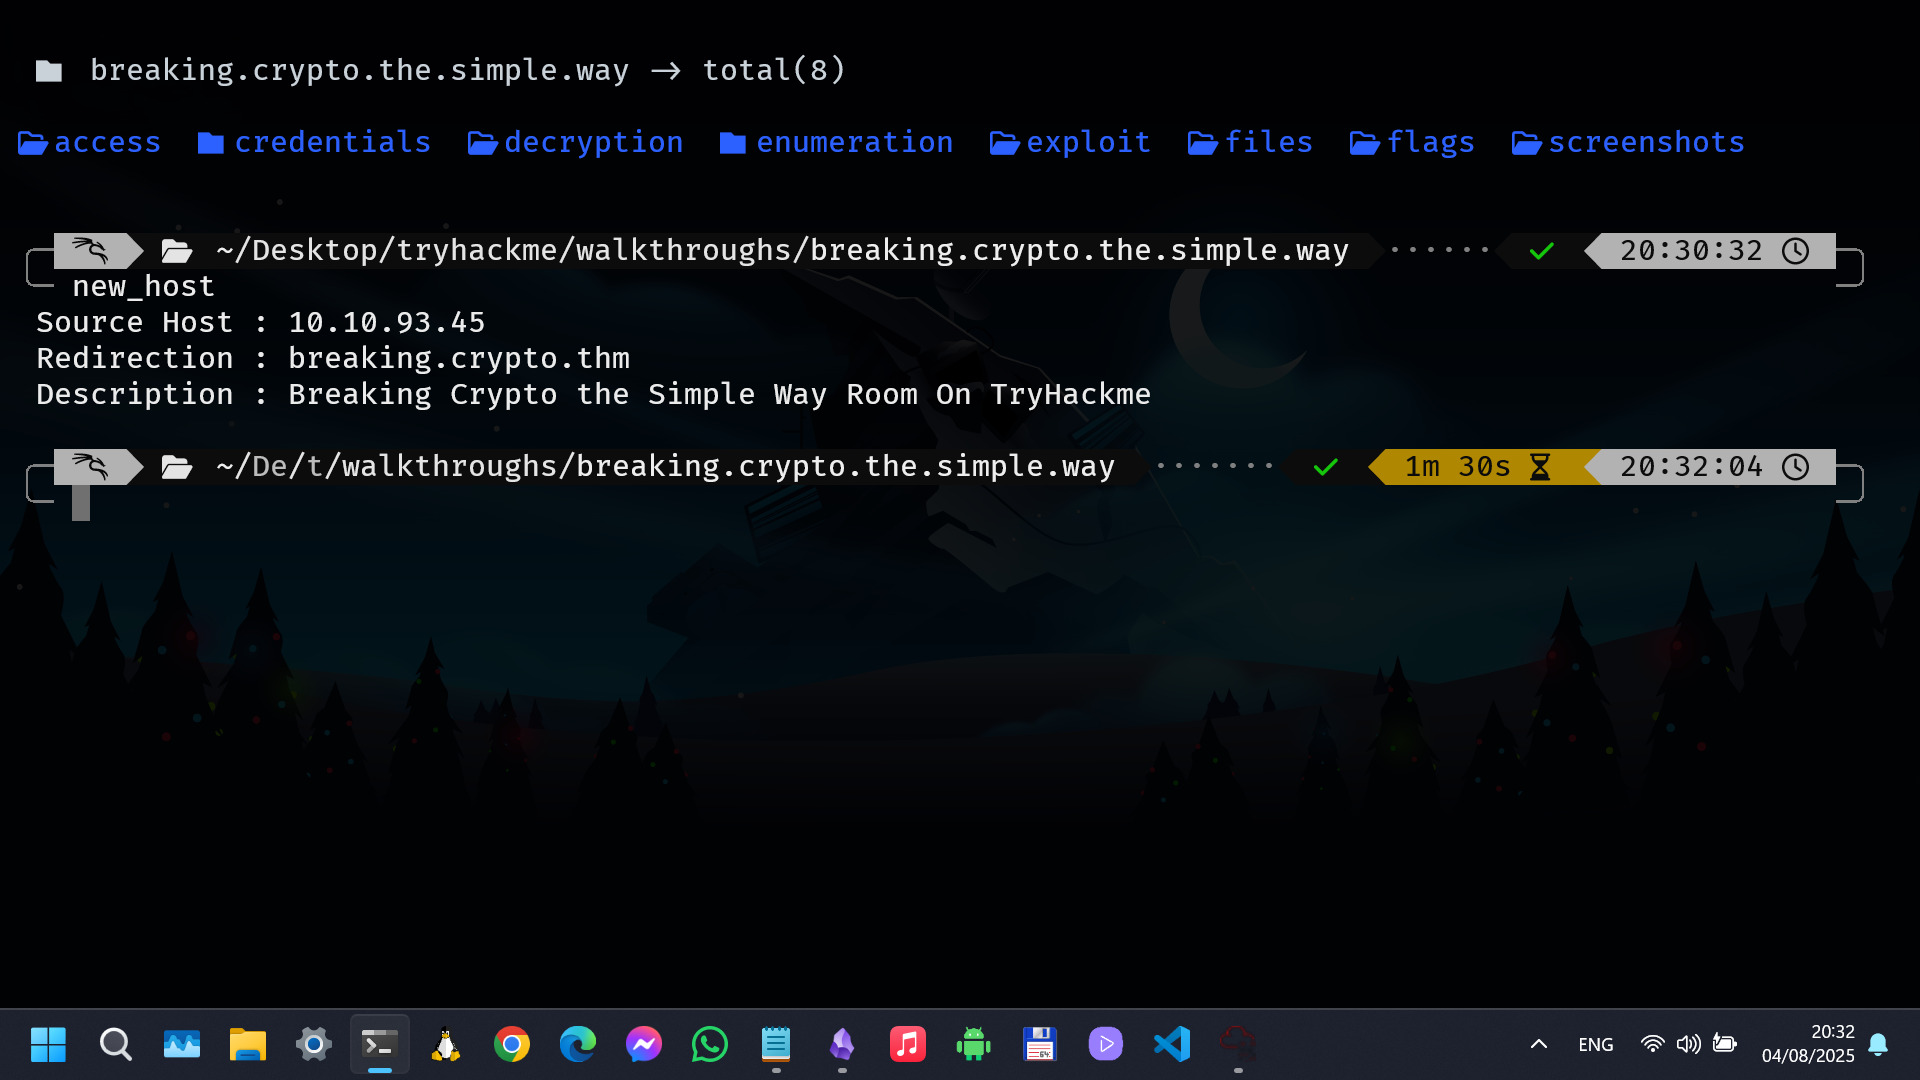 breaking.crypto.the.simple.way → total(8)
access credentials decryption enumeration exploit files flags screenshots
~/Desktop/tryhackme/walkthroughs/breaking.crypto.the.simple.way ······ ✓ 20:30:32
new_host
Source Host : 10.10.93.45
Redirection : breaking.crypto.thm
Description : Breaking Crypto the Simple Way Room On TryHackme
~/De/t/walkthroughs/breaking.crypto.the.simple.way ······· ✓ 1m 30s 20:32:04
ENG 20:32
04/08/2025